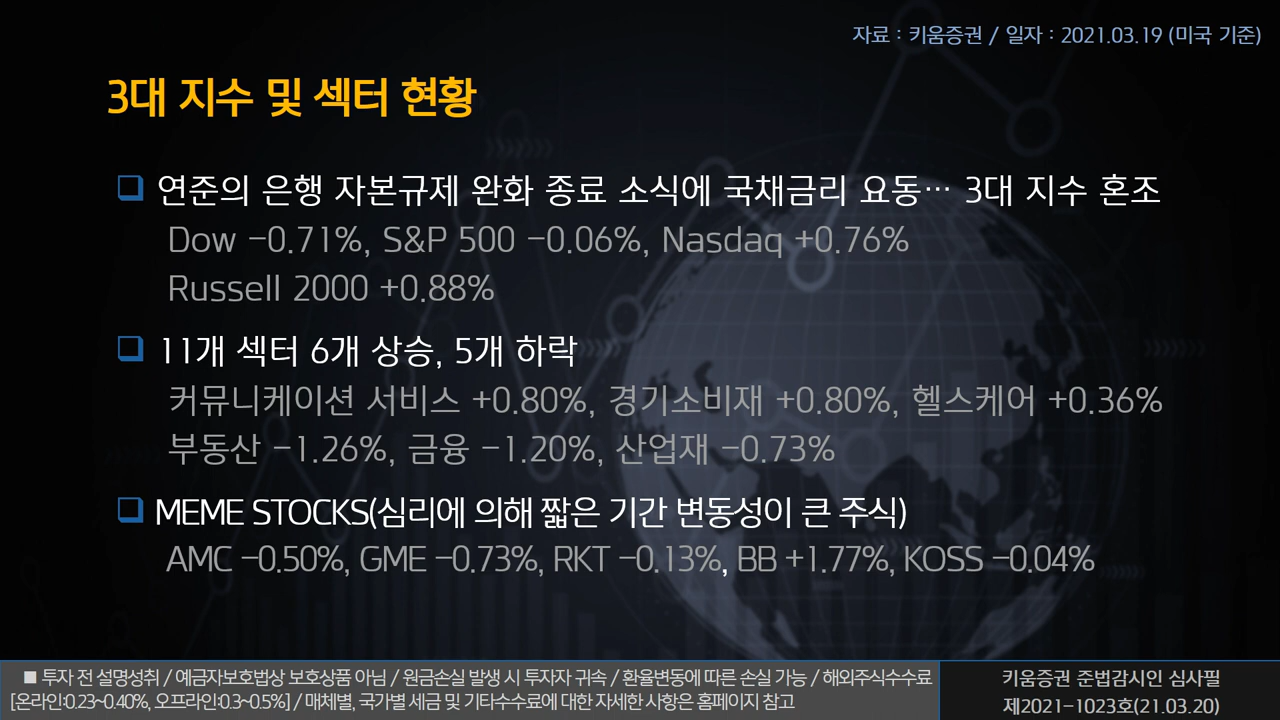 자료 : 키움증권 / 일자 : 2021.03.19 (미국 기준)
3대 지수 및 섹터 현황
❑ 연준의 은행 자본규제 완화 종료 소식에 국채금리 요동… 3대 지수 혼조
Dow -0.71%, S&P 500 -0.06%, Nasdaq +0.76%
Russell 2000 +0.88%
❑ 11개 섹터 6개 상승, 5개 하락
커뮤니케이션 서비스 +0.80%, 경기소비재 +0.80%, 헬스케어 +0.36%
부동산 -1.26%, 금융 -1.20%, 산업재 -0.73%
❑ MEME STOCKS(심리에 의해 짧은 기간 변동성이 큰 주식)
AMC -0.50%, GME -0.73%, RKT -0.13%, BB +1.77%, KOSS -0.04%
■ 투자 전 설명성취 / 예금자보호법상 보호상품 아님 / 원금손실 발생 시 투자자 귀속 / 환율변동에 따른 손실 가능 / 해외주식수수료
[온라인:0.23~0.40%, 오프라인:0.3~0.5%] / 매체별, 국가별 세금 및 기타수수료에 대한 자세한 사항은 홈페이지 참고
키움증권 준법감시인 심사필
제2021-1023호(21.03.20)